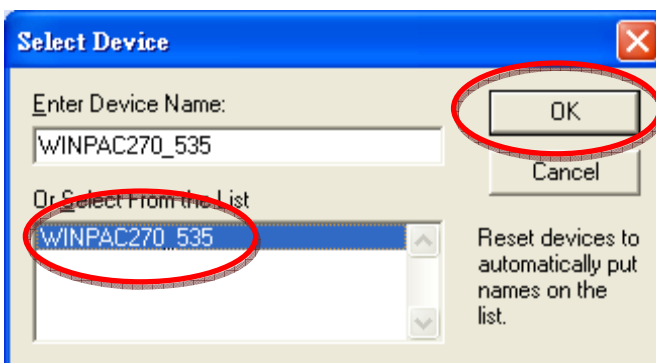 Select Device
Enter Device Name:
WINPAC270_535
OK
Cancel
Or Select From the List
WINPAC270_535
Reset devices to
automatically put
names on the
list.